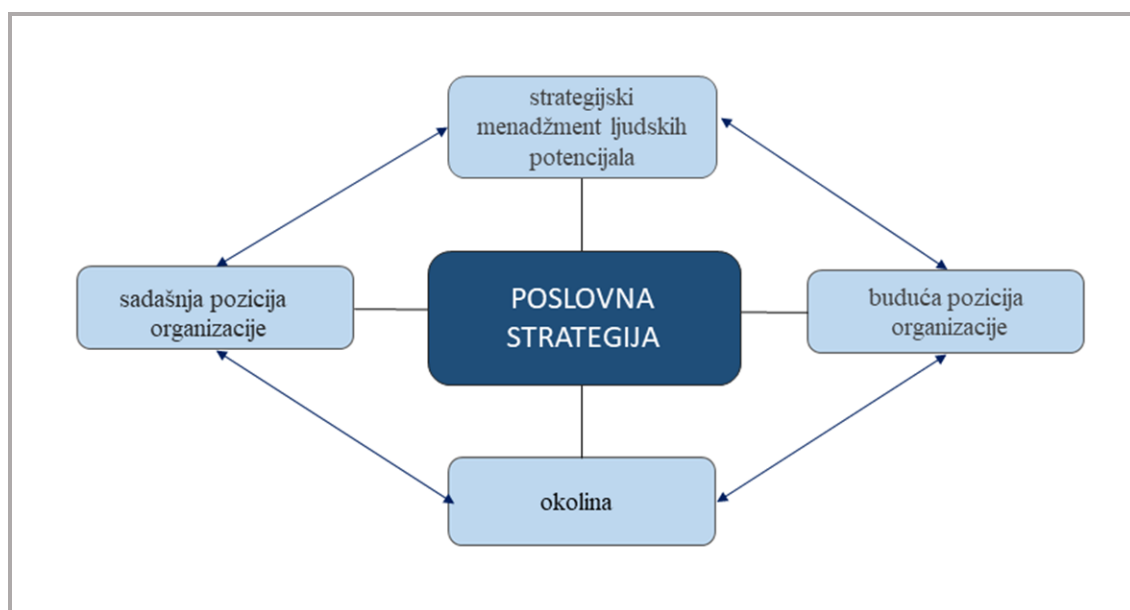 strategijski
menadžment ljudskih
potencijala
sadašnja pozicija
organizacije
POSLOVNA
STRATEGIJA
buduća pozicija
organizacije
okolina